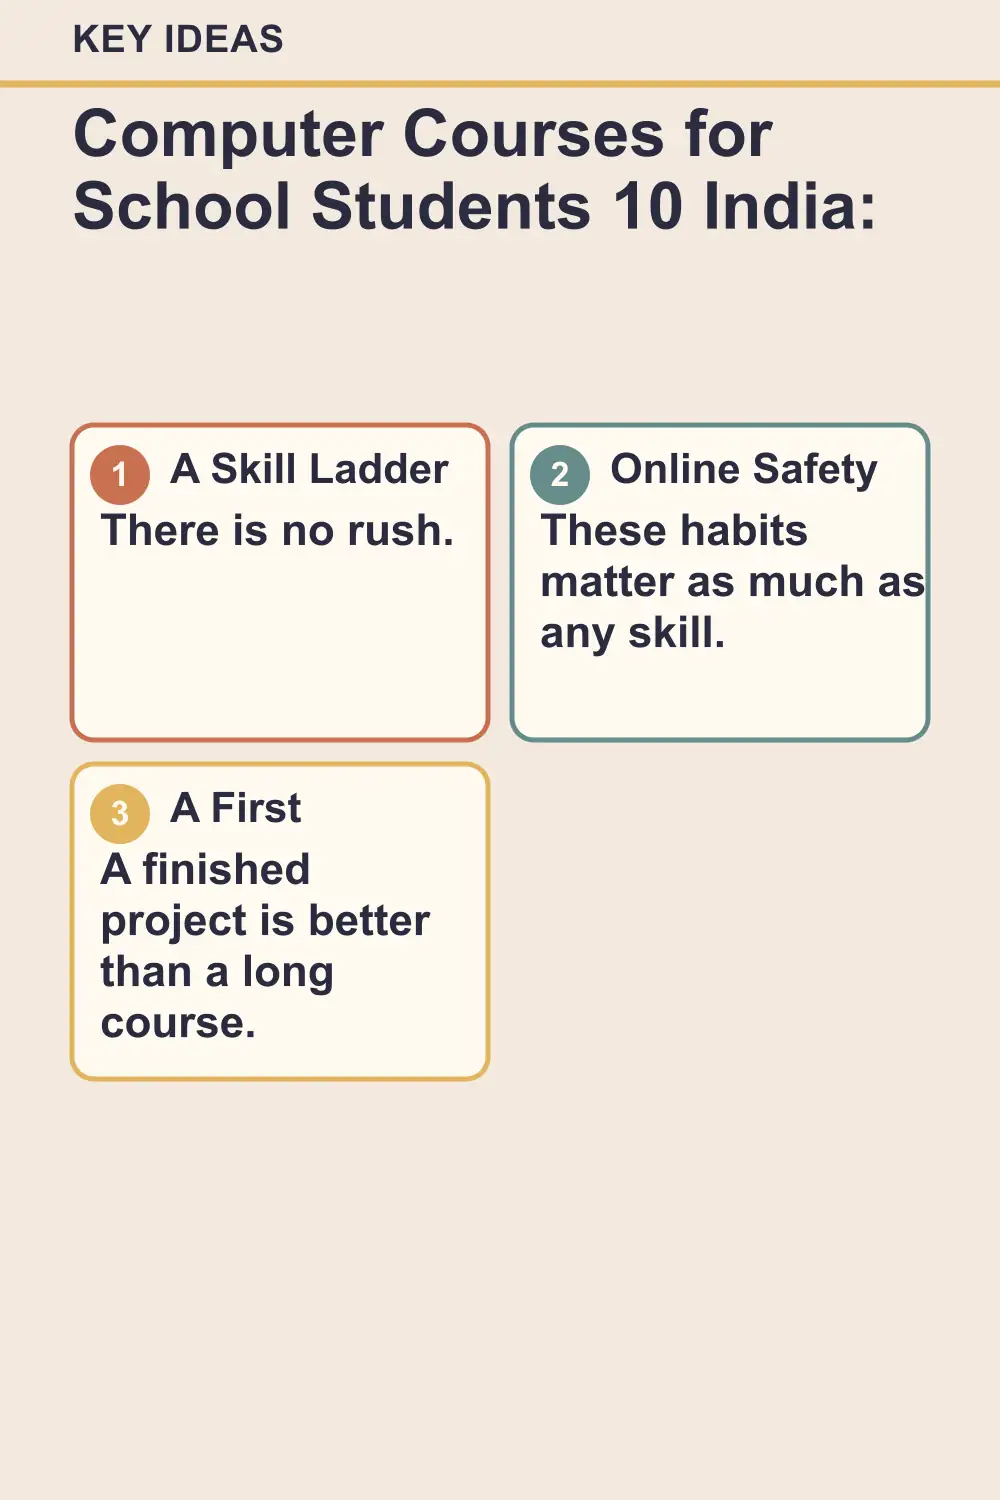 KEY IDEAS
Computer Courses for
School Students 10 India:
1 A Skill Ladder
There is no rush.
2 Online Safety
These habits
matter as much as
any skill.
3 A First
A finished
project is better
than a long
course.